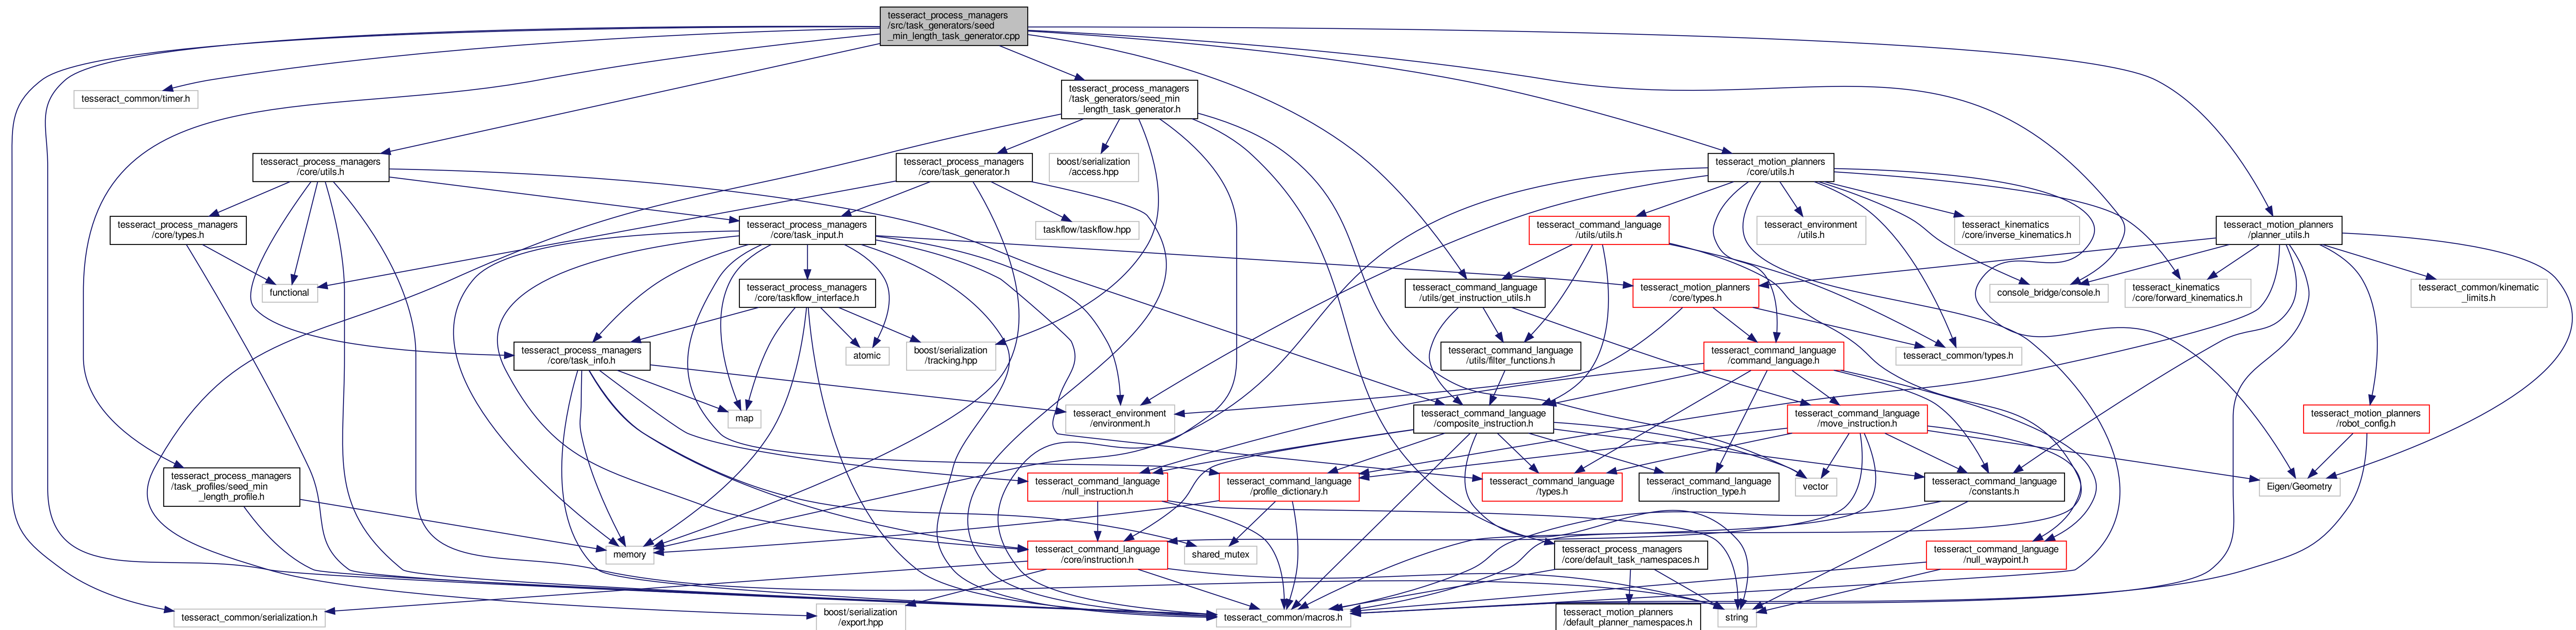 tesseract_process_managers
/src/task_generators/seed
_min_length_task_generator.cpp
tesseract_common/timer.h
tesseract_process_managers
/task_generators/seed_min
_length_task_generator.h
tesseract_process_managers
/core/utils.h
tesseract_process_managers
/core/task_generator.h
boost/serialization
/access.hpp
tesseract_motion_planners
/core/utils.h
tesseract_process_managers
/core/types.h
tesseract_process_managers
/core/task_input.h
taskflow/taskflow.hpp
tesseract_command_language
/utils/utils.h
tesseract_environment
/utils.h
tesseract_kinematics
/core/inverse_kinematics.h
tesseract_motion_planners
/planner_utils.h
functional
tesseract_process_managers
/core/taskflow_interface.h
tesseract_motion_planners
/core/types.h
tesseract_command_language
/utils/get_instruction_utils.h
console_bridge/console.h
tesseract_kinematics
/core/forward_kinematics.h
tesseract_common/kinematic
_limits.h
tesseract_process_managers
/core/task_info.h
atomic
boost/serialization
/tracking.hpp
tesseract_command_language
/utils/filter_functions.h
tesseract_command_language
/command_language.h
tesseract_common/types.h
map
tesseract_environment
/environment.h
tesseract_command_language
/composite_instruction.h
tesseract_command_language
/move_instruction.h
tesseract_motion_planners
/robot_config.h
tesseract_process_managers
/task_profiles/seed_min
_length_profile.h
tesseract_command_language
/null_instruction.h
tesseract_command_language
/profile_dictionary.h
tesseract_command_language
/types.h
tesseract_command_language
/instruction_type.h
vector
tesseract_command_language
/constants.h
Eigen/Geometry
memory
tesseract_command_language
/core/instruction.h
shared_mutex
tesseract_process_managers
/core/default_task_namespaces.h
tesseract_command_language
/null_waypoint.h
tesseract_common/serialization.h
boost/serialization
/export.hpp
tesseract_common/macros.h
tesseract_motion_planners
/default_planner_namespaces.h
string